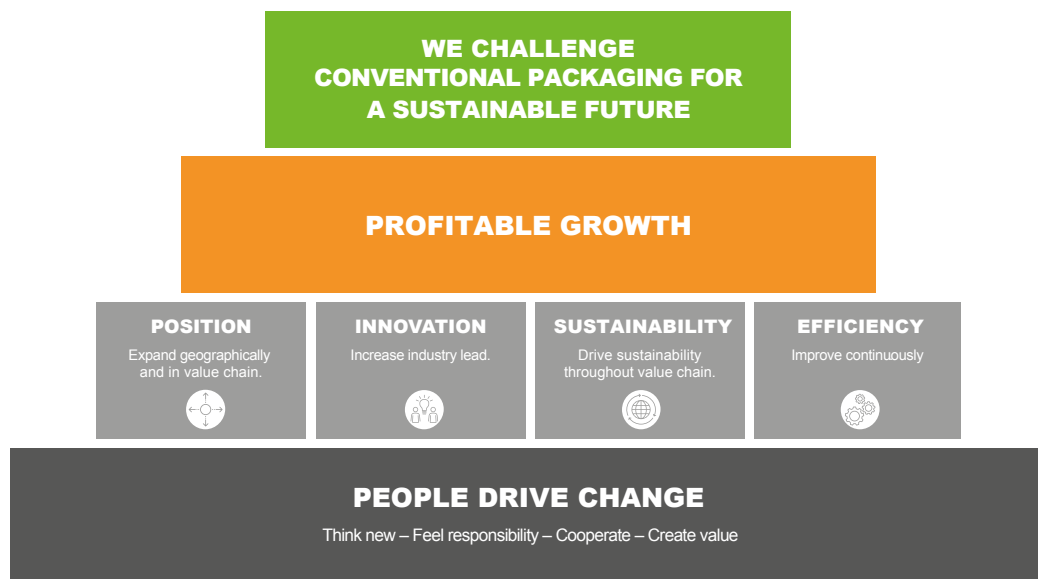 WE CHALLENGE
CONVENTIONAL PACKAGING FOR
A SUSTAINABLE FUTURE
PROFITABLE GROWTH
POSITION
Expand geographically
and in value chain.
INNOVATION
Increase industry lead.
SUSTAINABILITY
Drive sustainability
throughout value chain.
EFFICIENCY
Improve continuously
PEOPLE DRIVE CHANGE
Think new – Feel responsibility – Cooperate – Create value